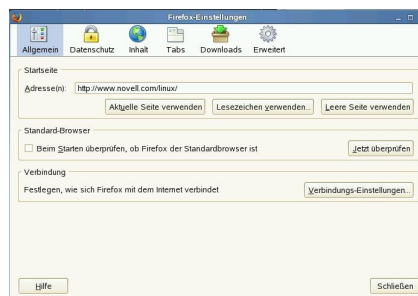 Firefox-Einstellungen
Allgemein Datenschutz Inhalt Tabs Downloads Erweitert
Startseite
Adresse(n): http://www.novell.com/linux/
Aktuelle Seite verwenden Lesezeichen verwenden... Leere Seite verwenden
Standard-Browser
Beim Starten überprüfen, ob Firefox der Standardbrowser ist Jetzt überprüfen
Verbindung
Festlegen, wie sich Firefox mit dem Internet verbindet Verbindungs-Einstellungen...
Hilfe Schließen